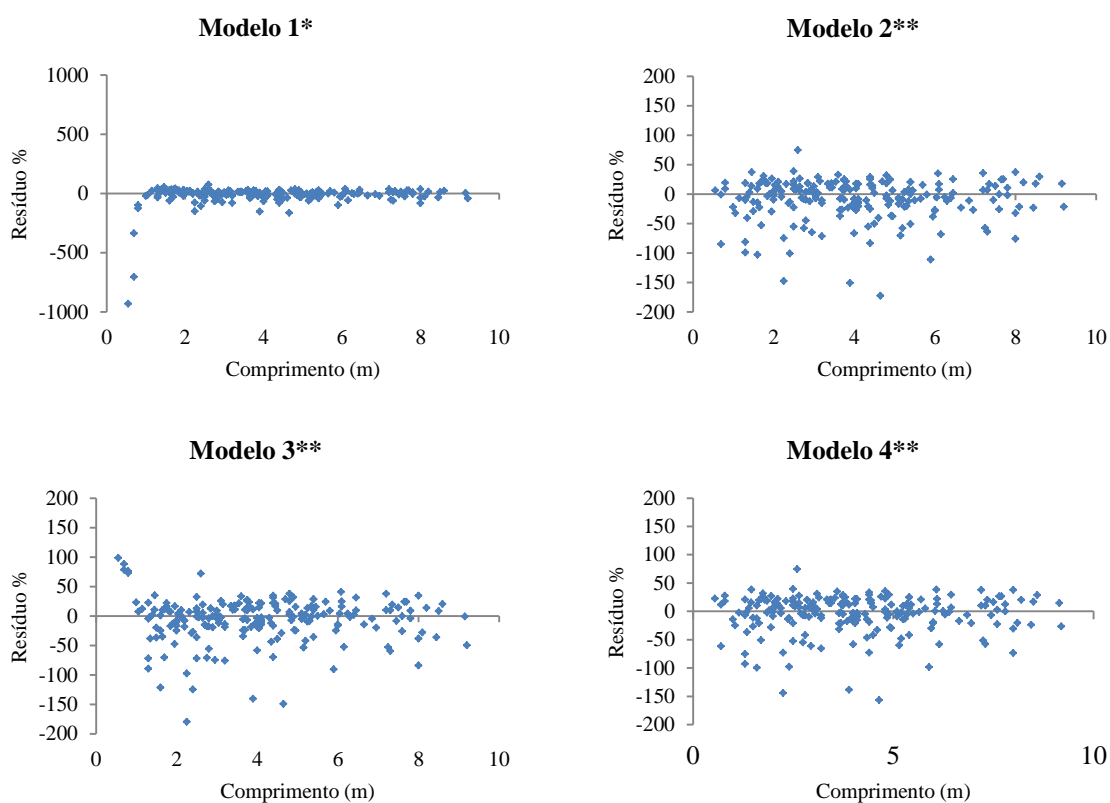 Modelo 1*
1000
500
0
-500
-1000
Resíduo %
0 2 4 6 8 10
Comprimento (m)
Modelo 2**
200
150
100
50
0
-50
-100
-150
-200
Resíduo %
0 2 4 6 8 10
Comprimento (m)
Modelo 3**
200
150
100
50
0
-50
-100
-150
-200
Resíduo %
0 2 4 6 8 10
Comprimento (m)
Modelo 4**
200
150
100
50
0
-50
-100
-150
-200
Resíduo %
0 5 10
Comprimento (m)